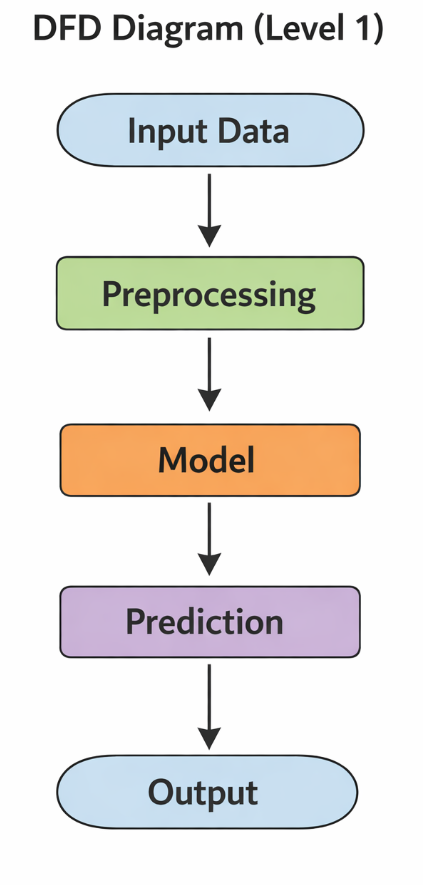 DFD Diagram (Level 1)
Input Data
Preprocessing
Model
Prediction
Output